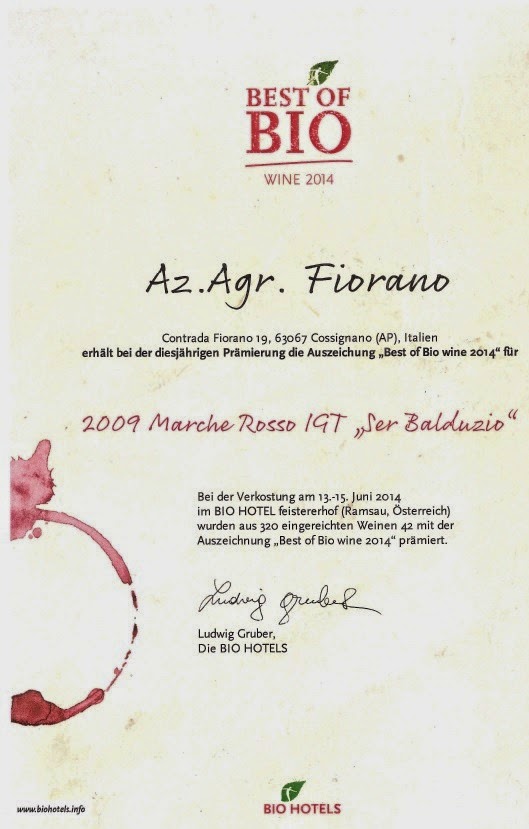 BEST OF
BIO
WINE 2014
Az.Agr. Fiorano
Contrada Fiorano 19, 63067 Cossignano (AP), Italien
erhält bei der diesjährigen Prämierung die Auszeichung „Best of Bio wine 2014“ für
2009 Marche Rosso IGT „Ser Balduzio“
Bei der Verkostung am 13.-15. Juni 2014
im BIO HOTEL feistererhof (Ramsau, Österreich)
wurden aus 320 eingereichten Weinen 42 mit der
Auszeichnung „Best of Bio wine 2014“ prämiert.
Ludwig Gruber
Ludwig Gruber,
Die BIO HOTELS
www.biohotels.info
BIO HOTELS